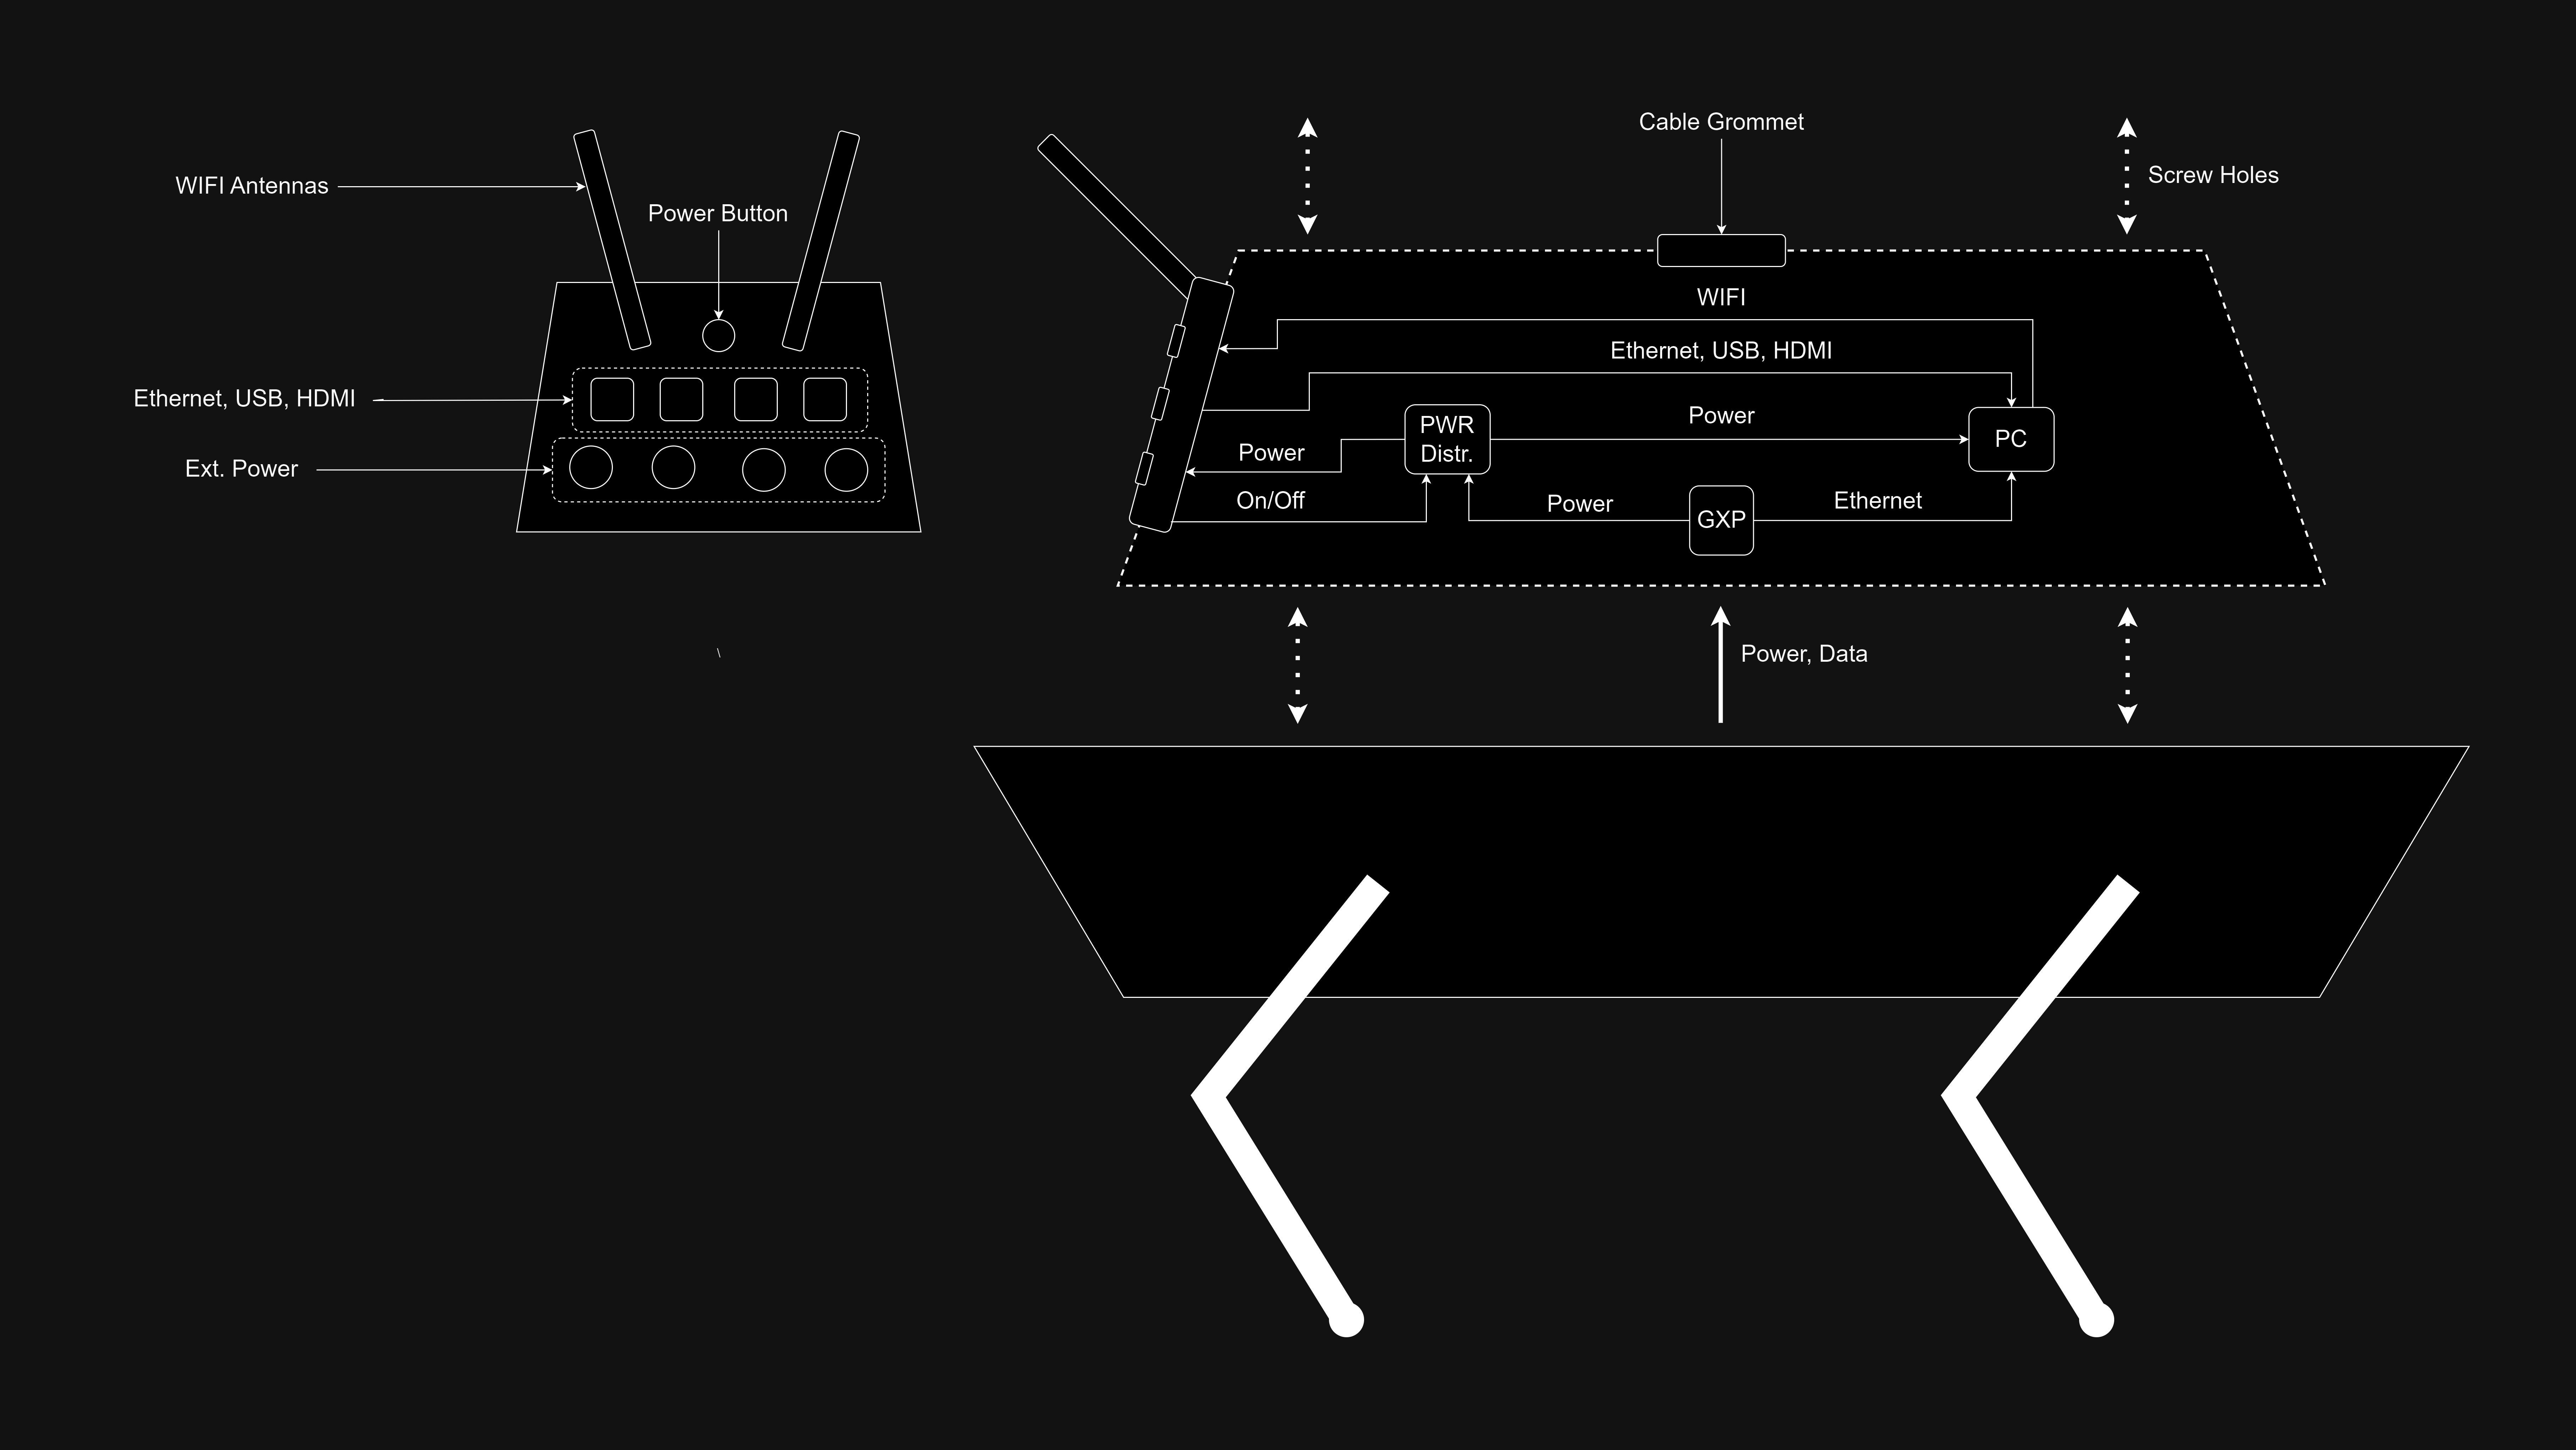 Cable Grommet
Screw Holes
WIFI Antennas
Power Button
WIFI
Ethernet, USB, HDMI
Ethernet, USB, HDMI
Power
PWR
Distr.
PC
Power
Ext. Power
On/Off
Power
GXP
Ethernet
\
Power, Data